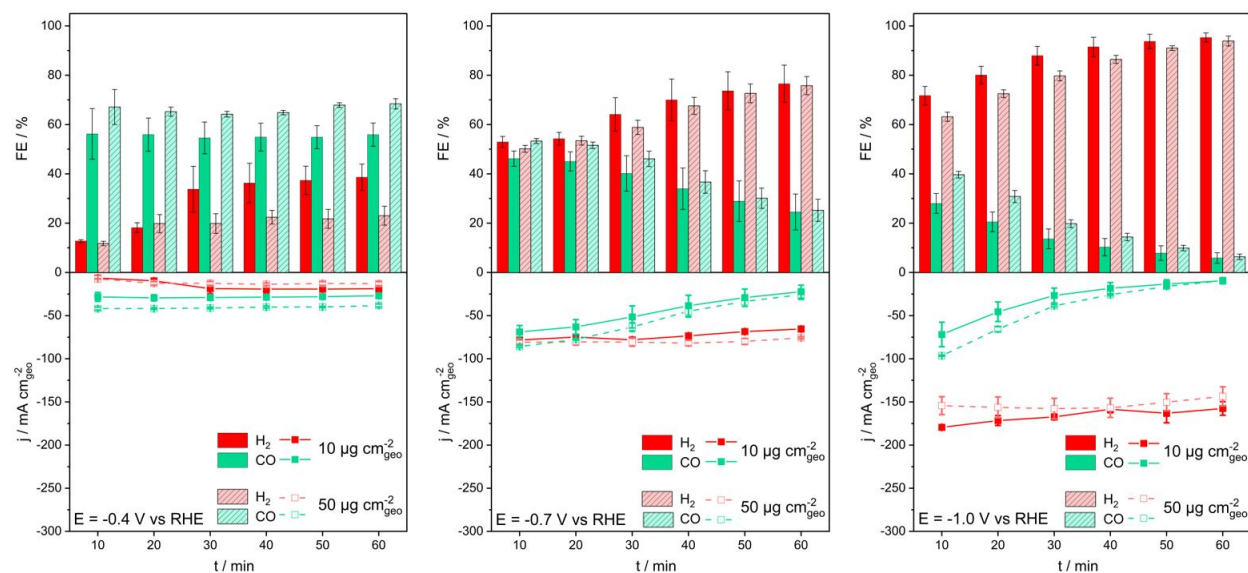 100
80
60
40
20
0
-50
-100
-150
-200
-250
-300
FE / %
j / mA cm⁻²geo
H₂
CO
10 µg cm⁻²geo
H₂
CO
50 µg cm⁻²geo
E = -0.4 V vs RHE
10 20 30 40 50 60
t / min
100
80
60
40
20
0
-50
-100
-150
-200
-250
-300
FE / %
j / mA cm⁻²geo
H₂
CO
10 µg cm⁻²geo
H₂
CO
50 µg cm⁻²geo
E = -0.7 V vs RHE
10 20 30 40 50 60
t / min
100
80
60
40
20
0
-50
-100
-150
-200
-250
-300
FE / %
j / mA cm⁻²geo
H₂
CO
10 µg cm⁻²geo
H₂
CO
50 µg cm⁻²geo
E = -1.0 V vs RHE
10 20 30 40 50 60
t / min